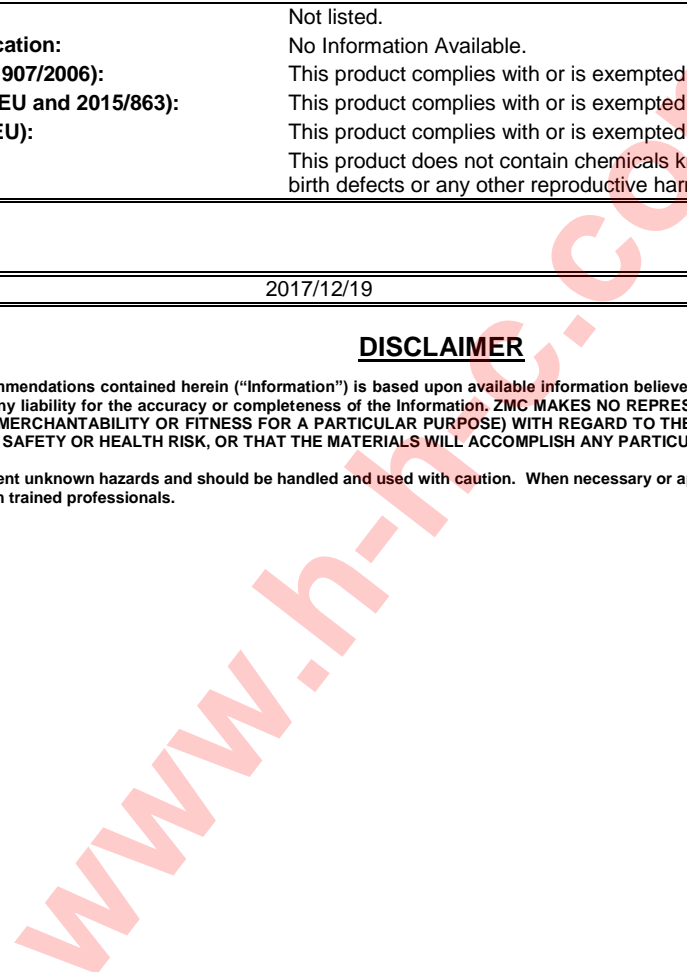 Not listed.
cation: No Information Available.
907/2006): This product complies with or is exempted
EU and 2015/863): This product complies with or is exempted
EU): This product complies with or is exempted
This product does not contain chemicals k
birth defects or any other reproductive har
2017/12/19
DISCLAIMER
mmendations contained herein (“Information”) is based upon available information believe
ny liability for the accuracy or completeness of the Information. ZMC MAKES NO REPRES
MERCHANTABILITY OR FITNESS FOR A PARTICULAR PURPOSE) WITH REGARD TO THE
SAFETY OR HEALTH RISK, OR THAT THE MATERIALS WILL ACCOMPLISH ANY PARTICU
ent unknown hazards and should be handled and used with caution.  When necessary or a
n trained professionals.
www.h-h-c.co